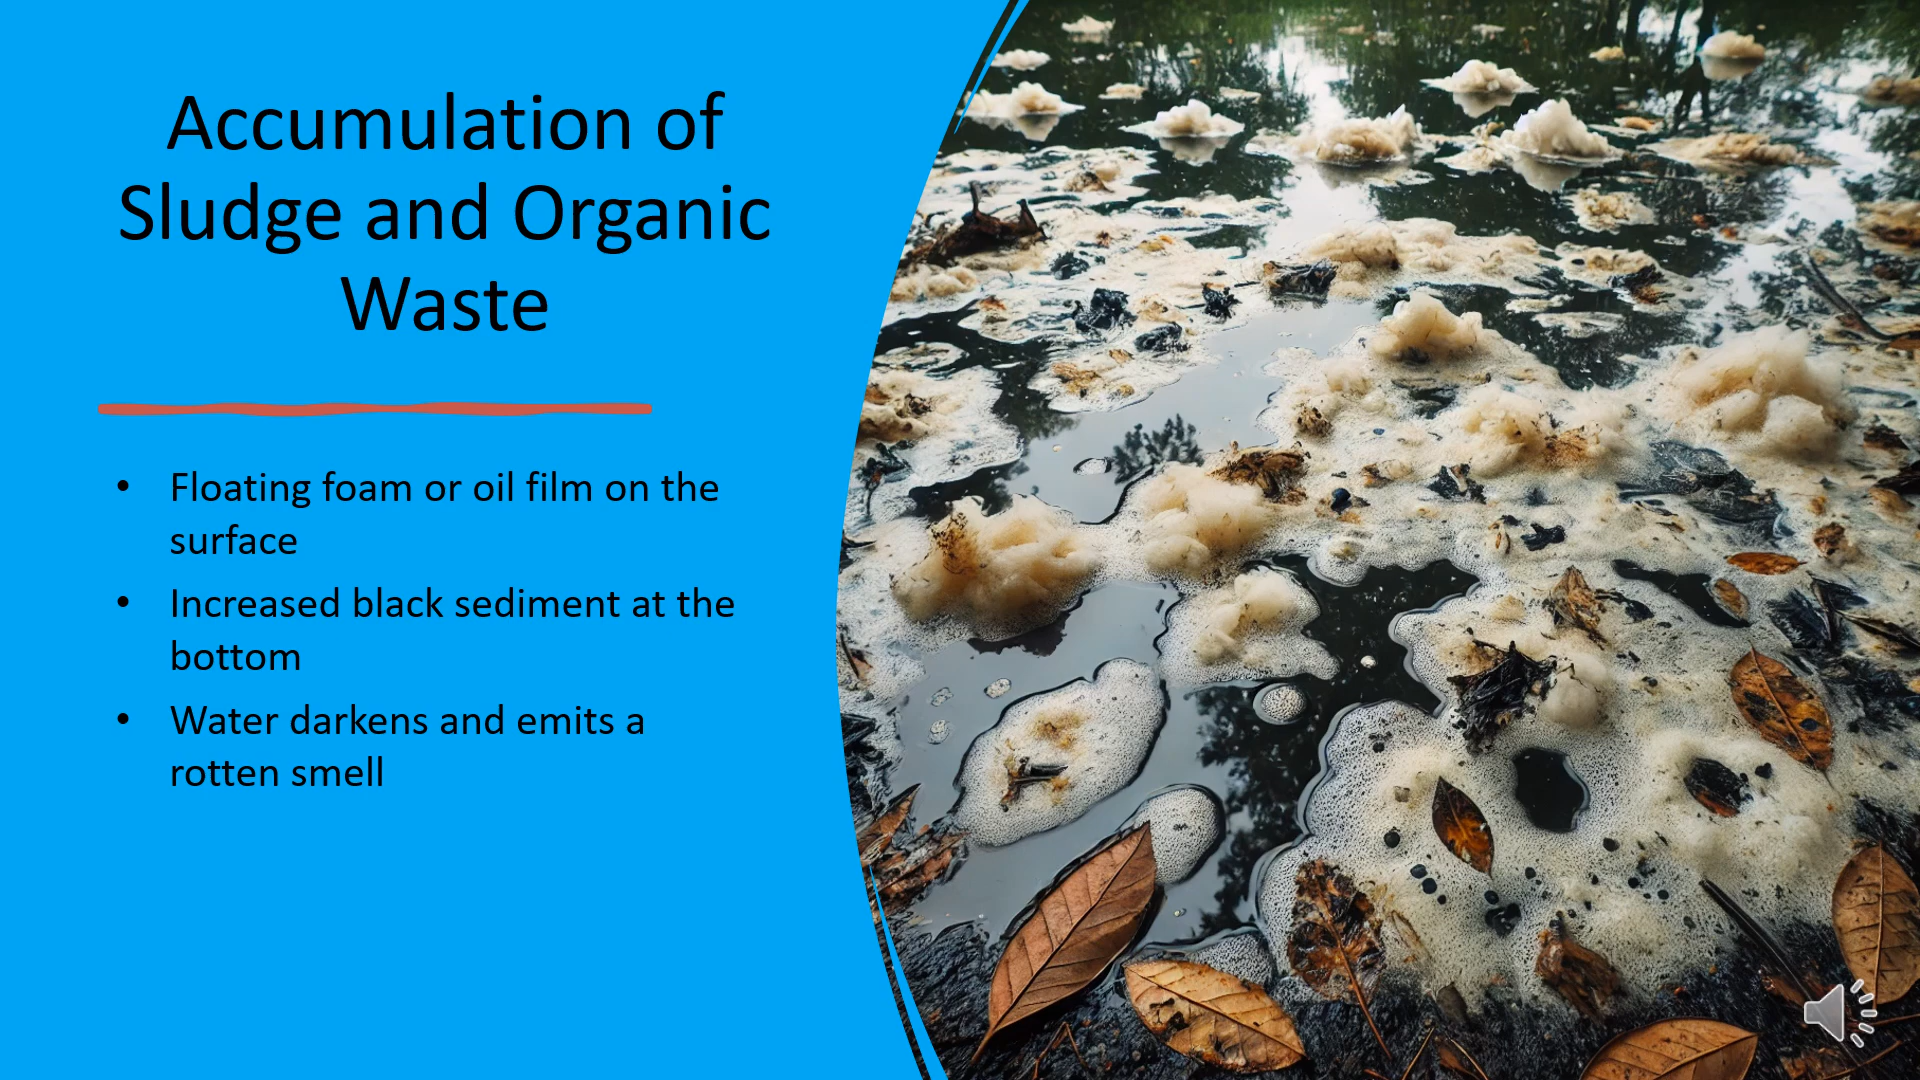 Accumulation of
Sludge and Organic
Waste
• Floating foam or oil film on the
surface
• Increased black sediment at the
bottom
• Water darkens and emits a
rotten smell